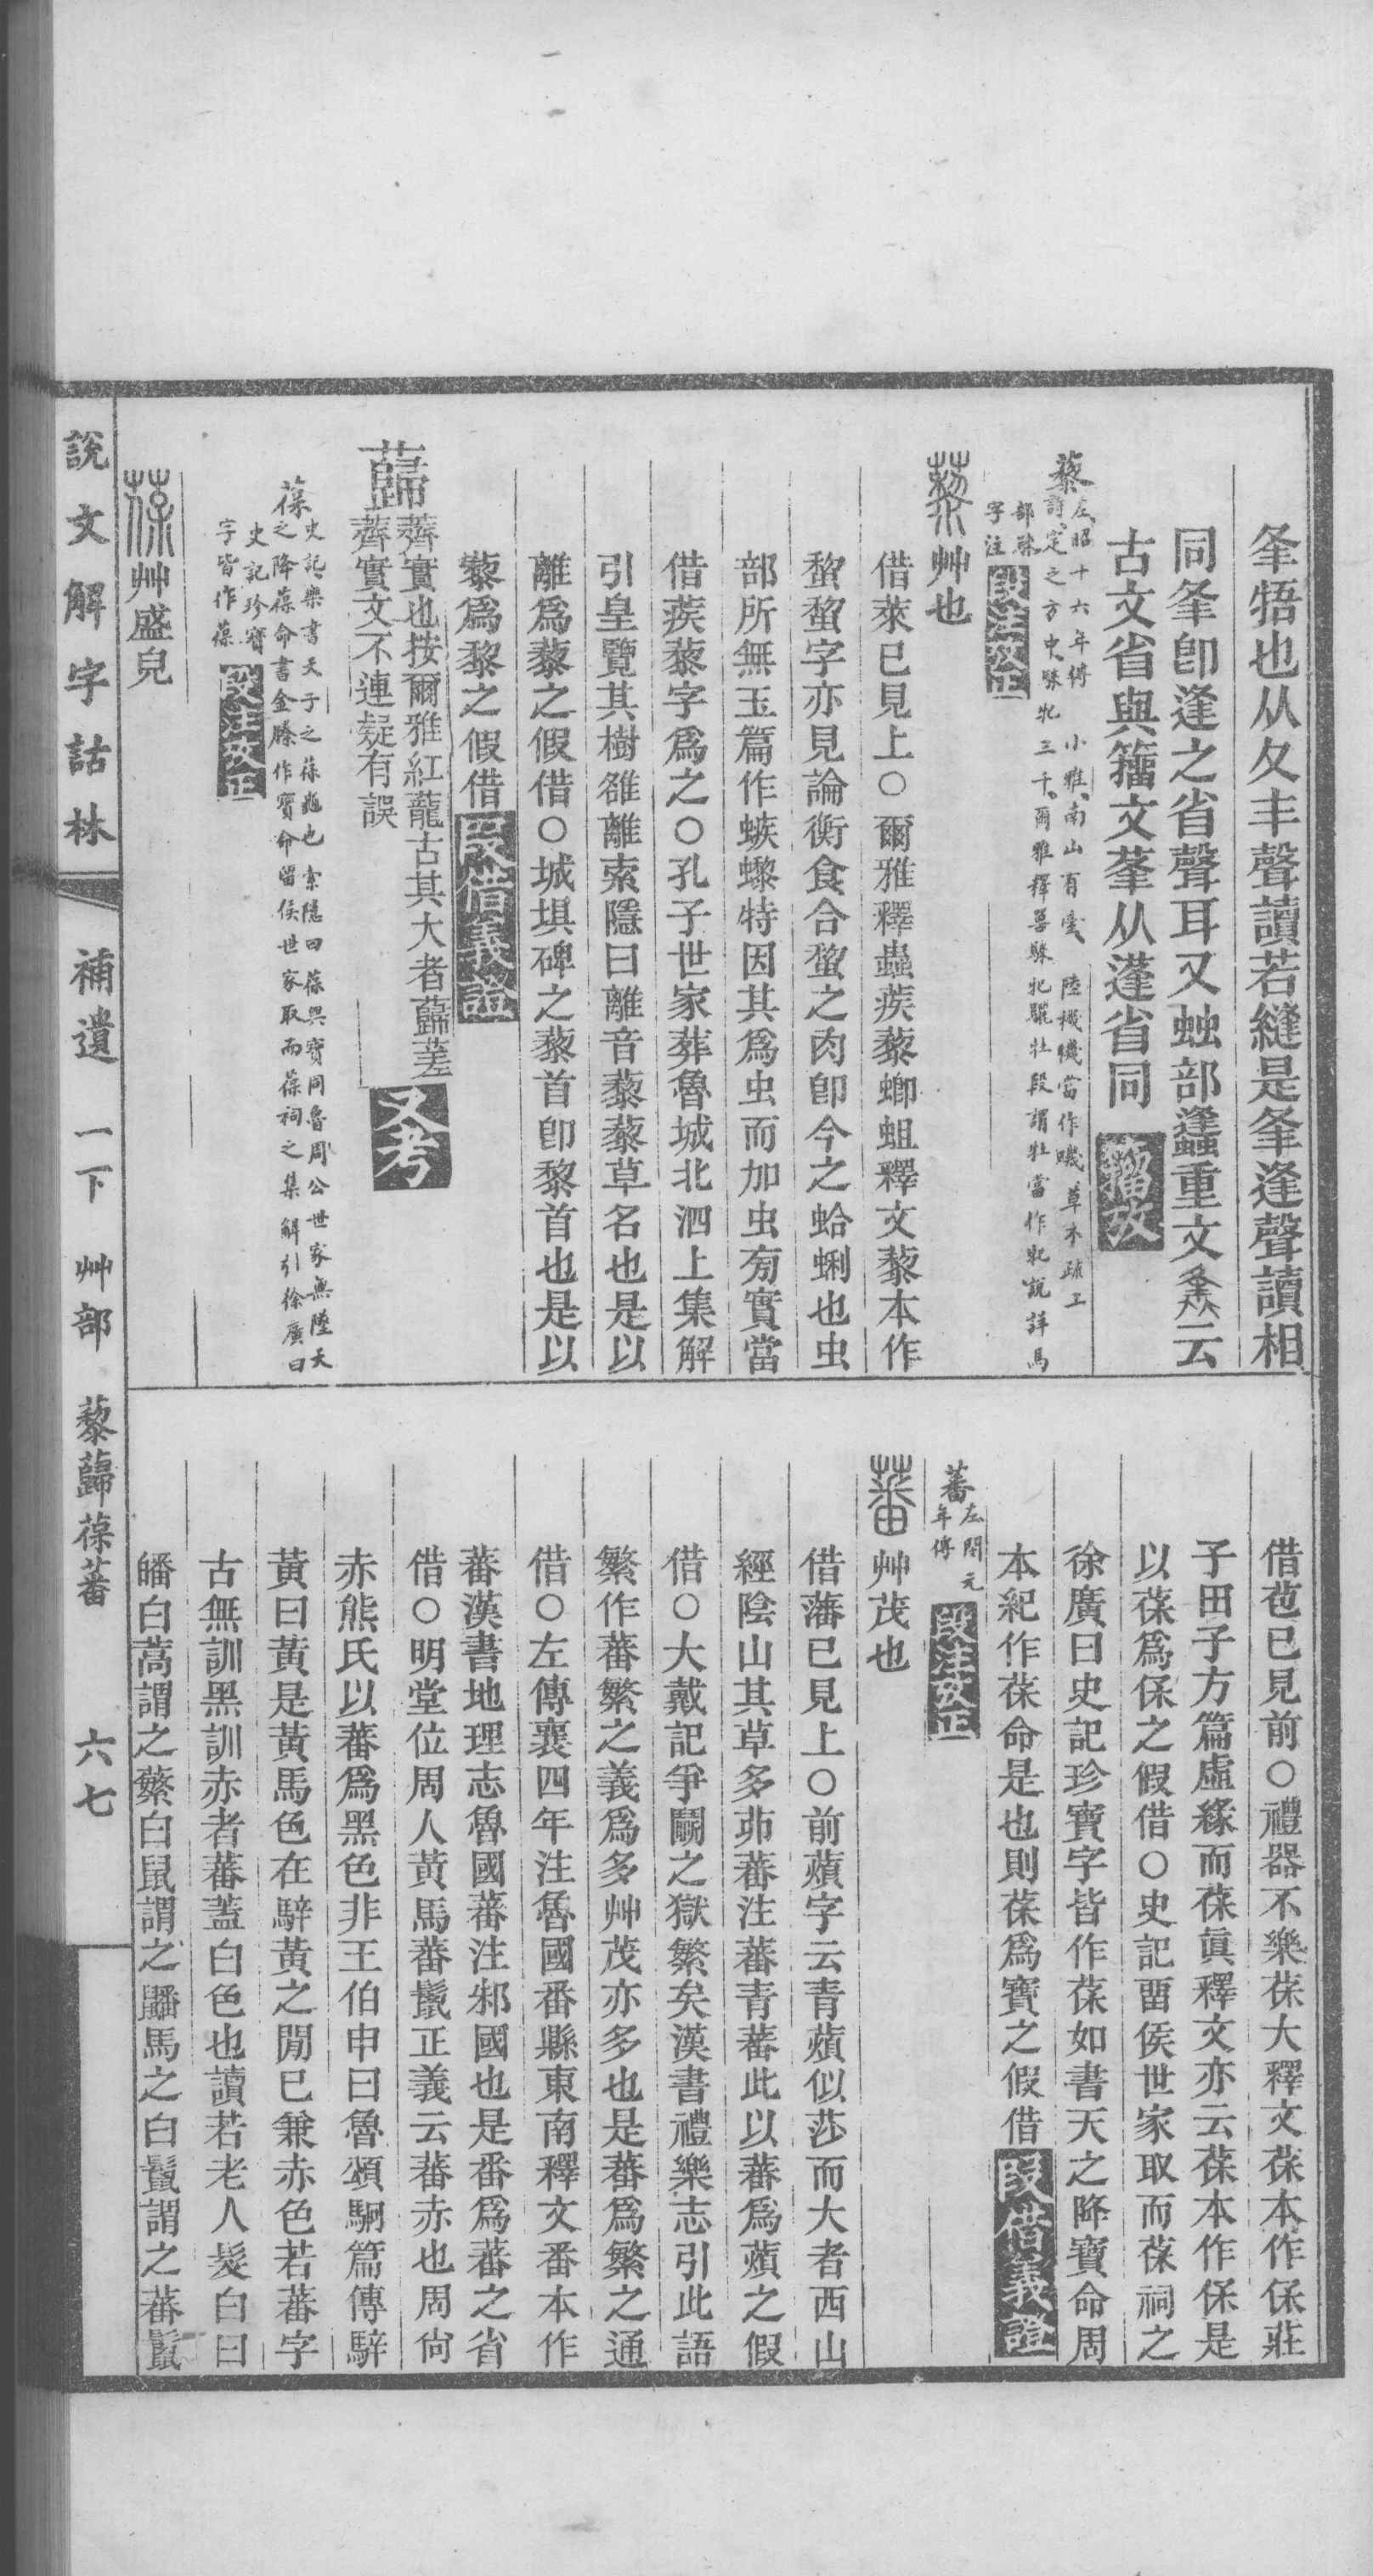 夆牾也从夊丰聲讀若縫是夆逢聲讀相
同夆卽逢之省聲耳又䖵部蠭重文𧒒云
古文省與籀文莑从蓬省同
籀攷
藜 左昭十六年傳 小雅南山有臺 陸機機當作璣 草木疏工
詩定之方中騋牝三千爾雅釋畜騋牝驪牡段謂牡當作牝說詳馬
部騋
字注
段注攷正
藜 艸也
借萊已見上○爾雅釋蟲蒺藜蝍蛆釋文藜本作
蝥蝥字亦見論衡食合蝥之肉卽今之蛤蜊也虫
部所無玉篇作螏蟍特因其爲虫而加虫旁實當
借蒺藜字爲之○孔子世家葬魯城北泗上集解
引皇覽其樹雒離索隱曰離音藜藜草名也是以
離爲藜之假借○城垻碑之藜首卽黎首也是以
藜爲黎之假借
段借義證
蘬 薺實也按爾雅紅蘢古其大者蘬蒫
薺實文不連疑有誤
又考
葆 史記樂書天子之葆龜也索隱曰葆與寶同魯周公世家無墜天
之降葆命書金縢作寶命留侯世家取而葆祠之集解引徐廣曰
史記珍寶
字皆作葆
段注攷正
葆 艸盛皃
借苞已見前○禮器不樂葆大釋文葆本作保莊
子田子方篇虛緣而葆眞釋文亦云葆本作保是
以葆爲保之假借○史記畱侯世家取而葆祠之
徐廣曰史記珍寶字皆作葆如書天之降寶命周
本紀作葆命是也則葆爲寶之假借
段借義證
蕃 左閔元
年傳
段注攷正
蕃 艸茂也
借藩已見上○前薠字云青薠似莎而大者西山
經陰山其草多茆蕃注蕃青蕃此以蕃爲薠之假
借○大戴記爭鬭之獄繁矣漢書禮樂志引此語
繁作蕃繁之義爲多艸茂亦多也是蕃爲繁之通
借○左傳襄四年注魯國番縣東南釋文番本作
蕃漢書地理志魯國蕃注邾國也是番爲蕃之省
借○明堂位周人黃馬蕃鬣正義云蕃赤也周尙
赤熊氏以蕃爲黑色非王伯申曰魯頌駉篇傳騂
黃曰黃是黃馬色在騂黃之閒已兼赤色若蕃字
古無訓黑訓赤者蕃蓋白色也讀若老人髮白曰
皤白蒿謂之蘩白鼠謂之鼶馬之白鬣謂之蕃鬣
說文解字詁林 補遺 一下 艸部 藜蘬葆蕃 六七